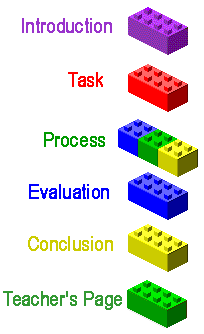 Introduction
Task
Process
Evaluation
Conclusion
Teacher's Page